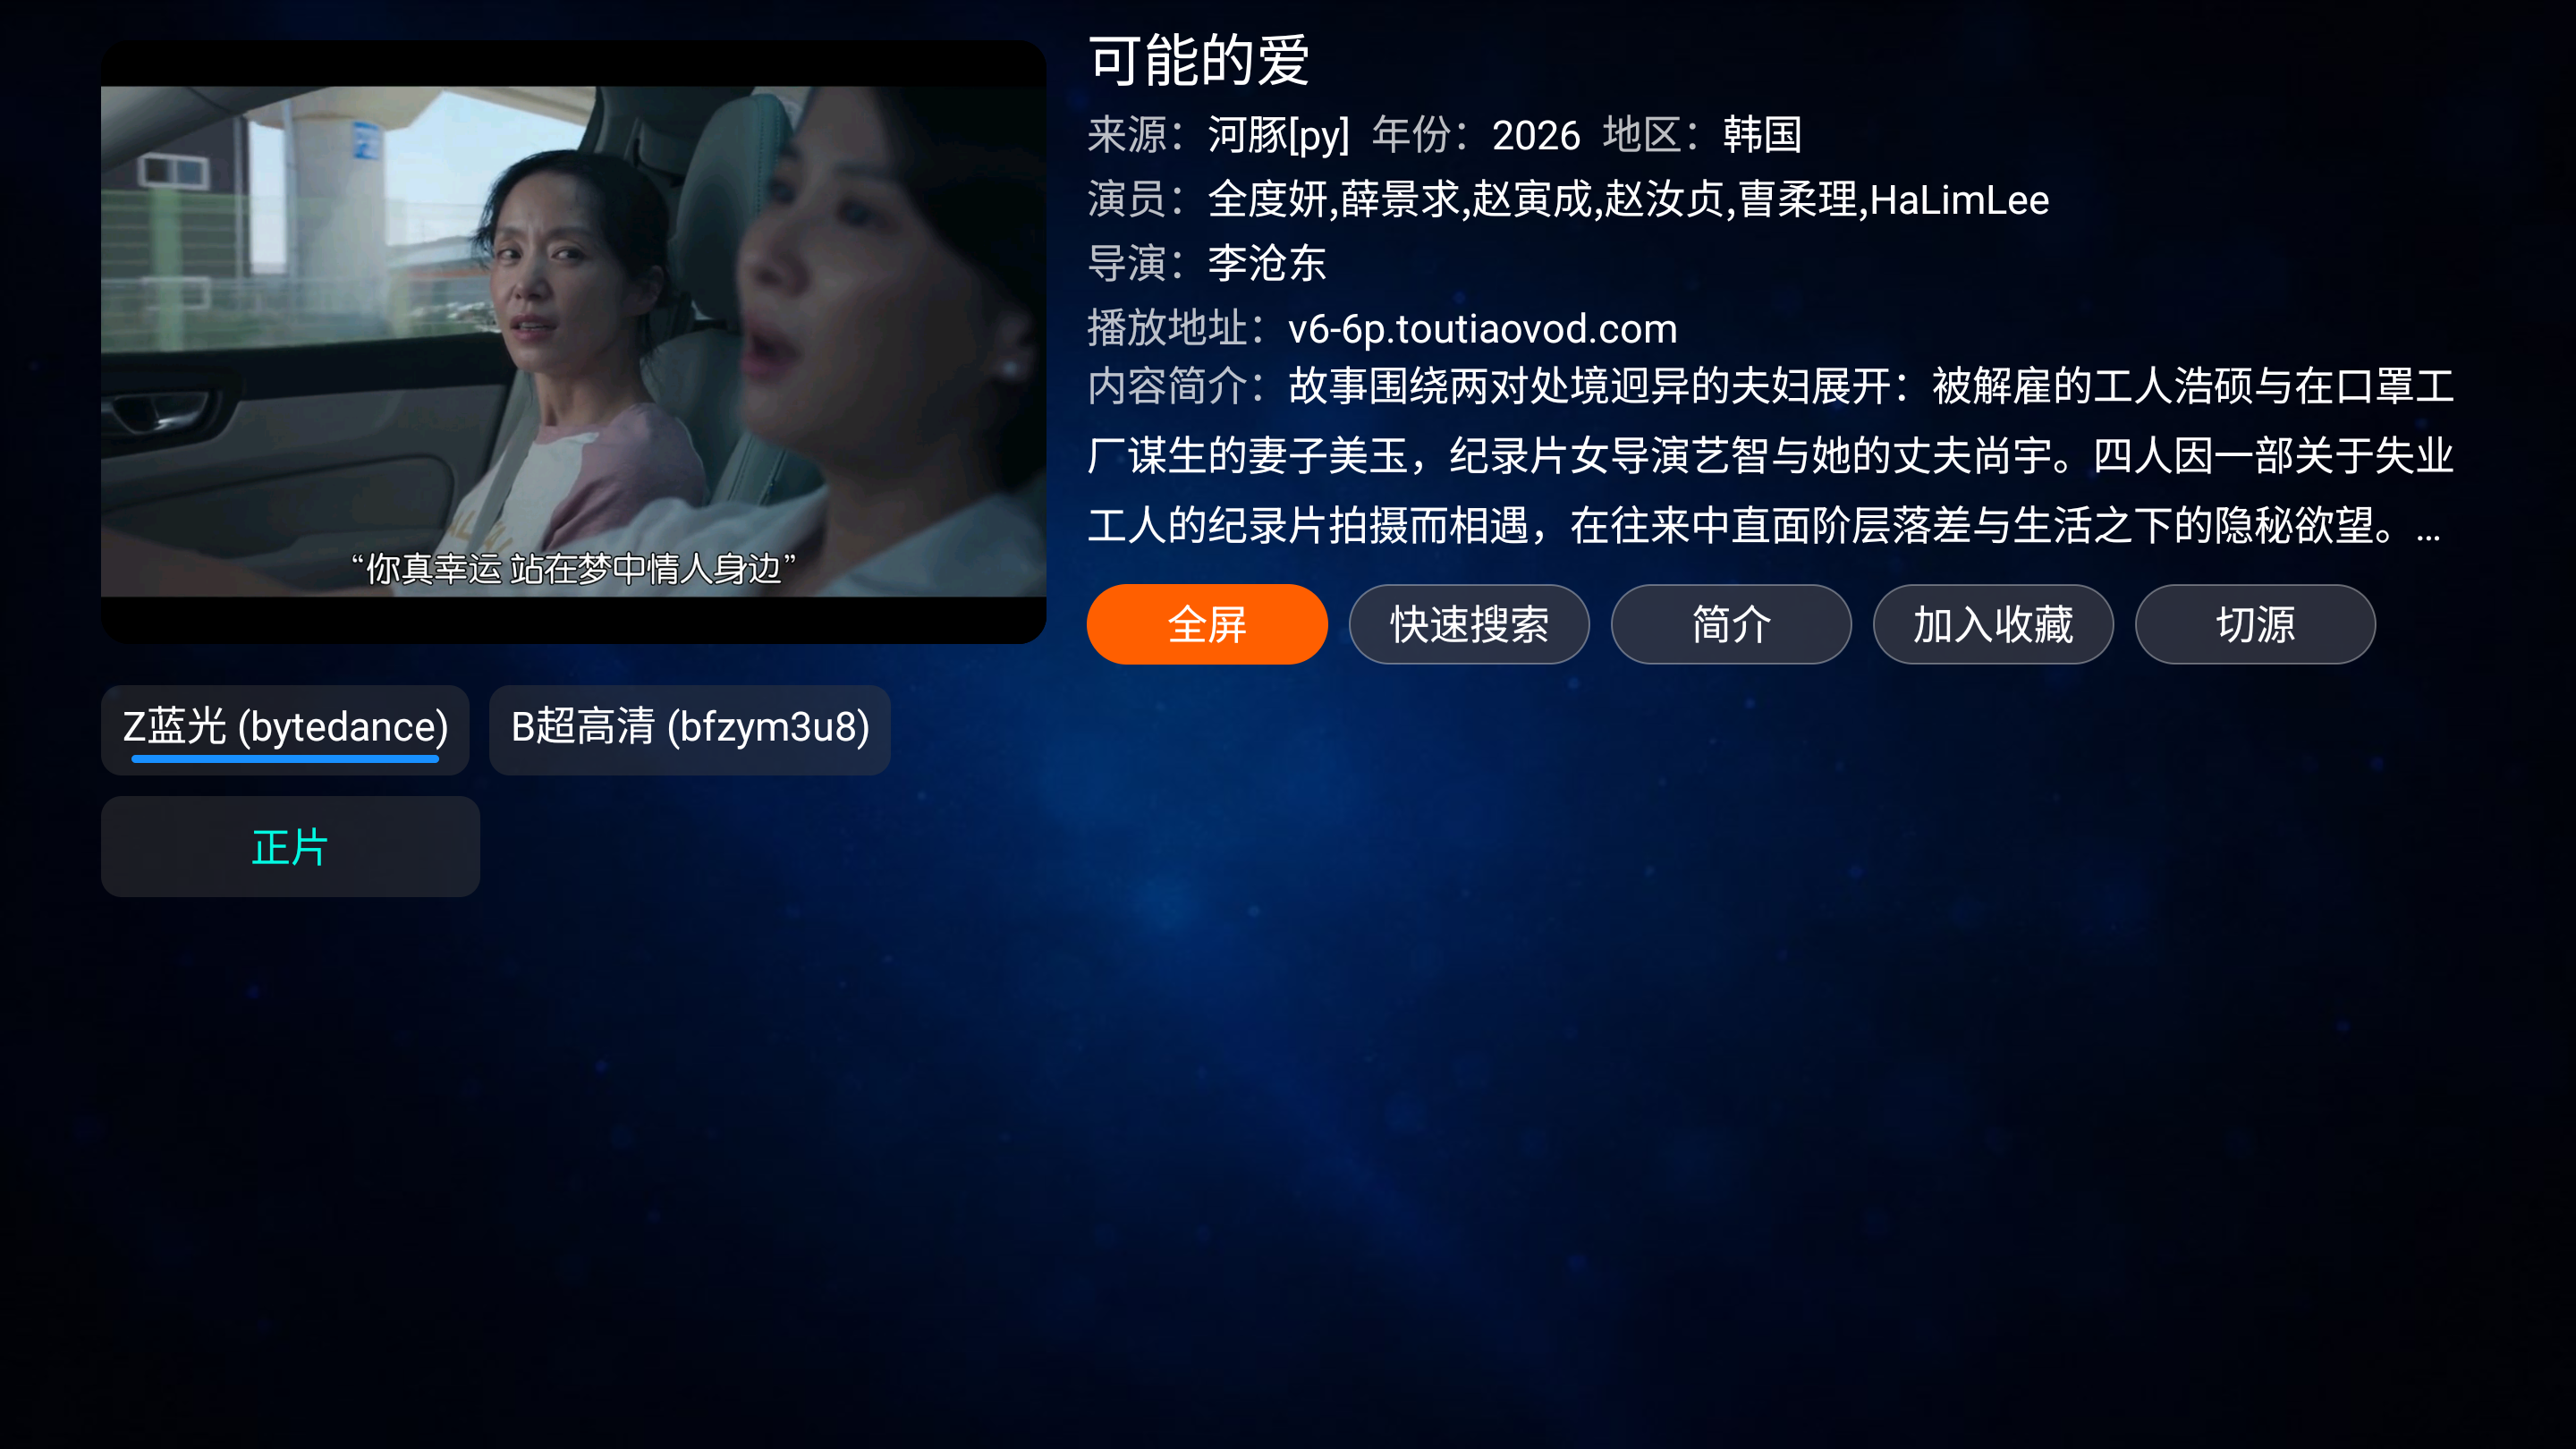 可能的爱
来源：河豚[py] 年份：2026 地区：韩国
演员：全度妍,薛景求,赵寅成,赵汝贞,曺柔理,HaLimLee
导演：李沧东
播放地址：v6-6p.toutiaovod.com
内容简介：故事围绕两对处境迥异的夫妇展开：被解雇的工人浩硕与在口罩工
厂谋生的妻子美玉，纪录片女导演艺智与她的丈夫尚宇。四人因一部关于失业
工人的纪录片拍摄而相遇，在往来中直面阶层落差与生活之下的隐秘欲望。...
“你真幸运 站在梦中情人身边”
全屏 快速搜索 简介 加入收藏 切源
Z蓝光 (bytedance) B超高清 (bfzym3u8)
正片